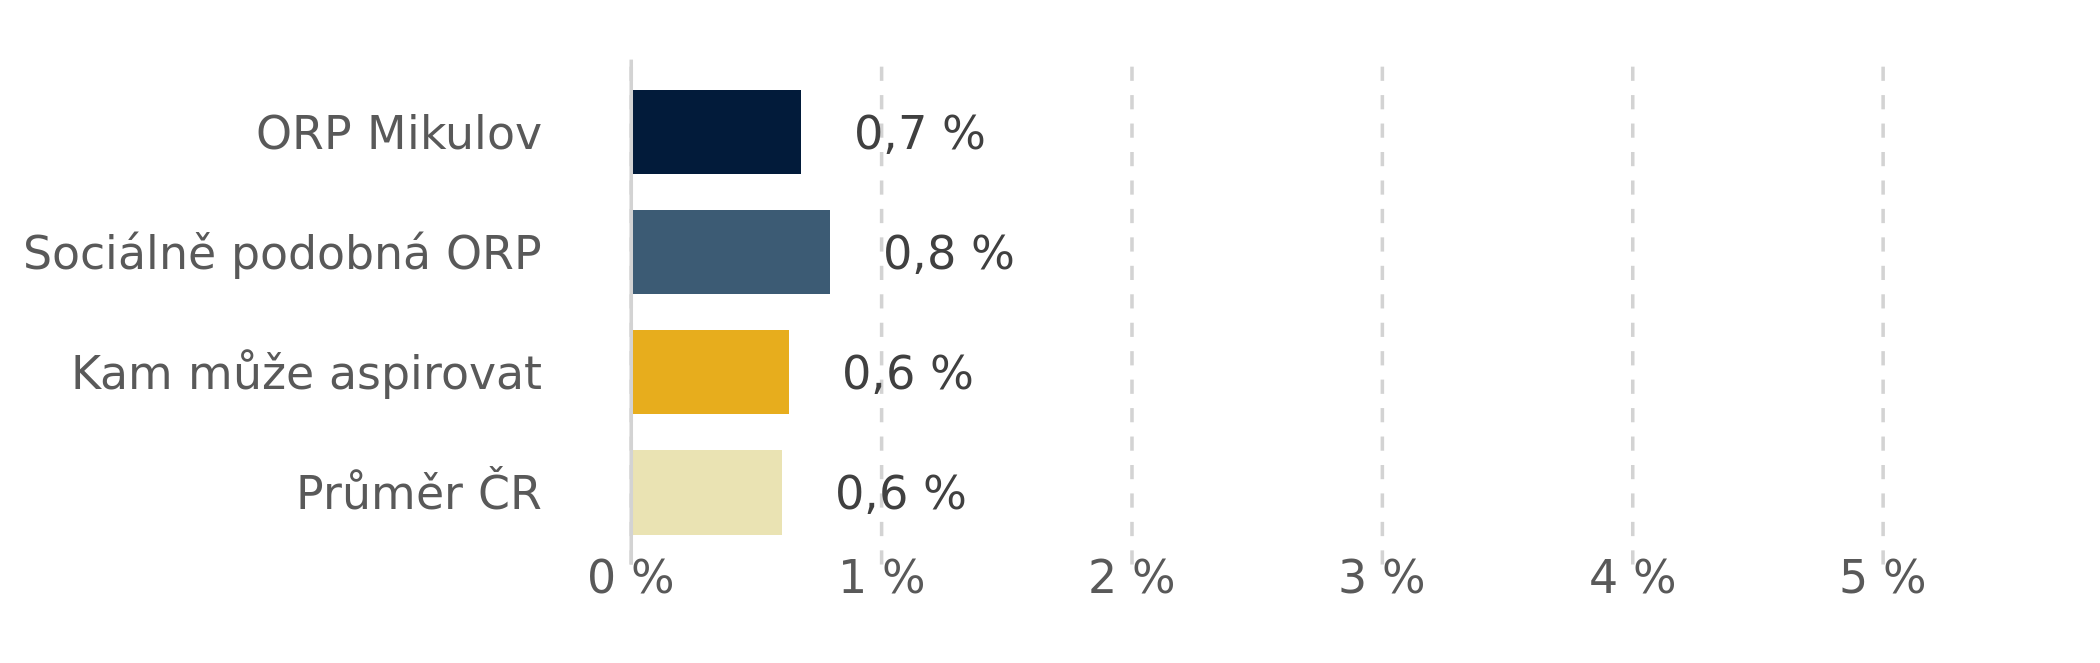 ORP Mikulov 0,7 %
Sociálně podobná ORP 0,8 %
Kam může aspirovat 0,6 %
Průměr ČR 0,6 %
0 % 1 % 2 % 3 % 4 % 5 %